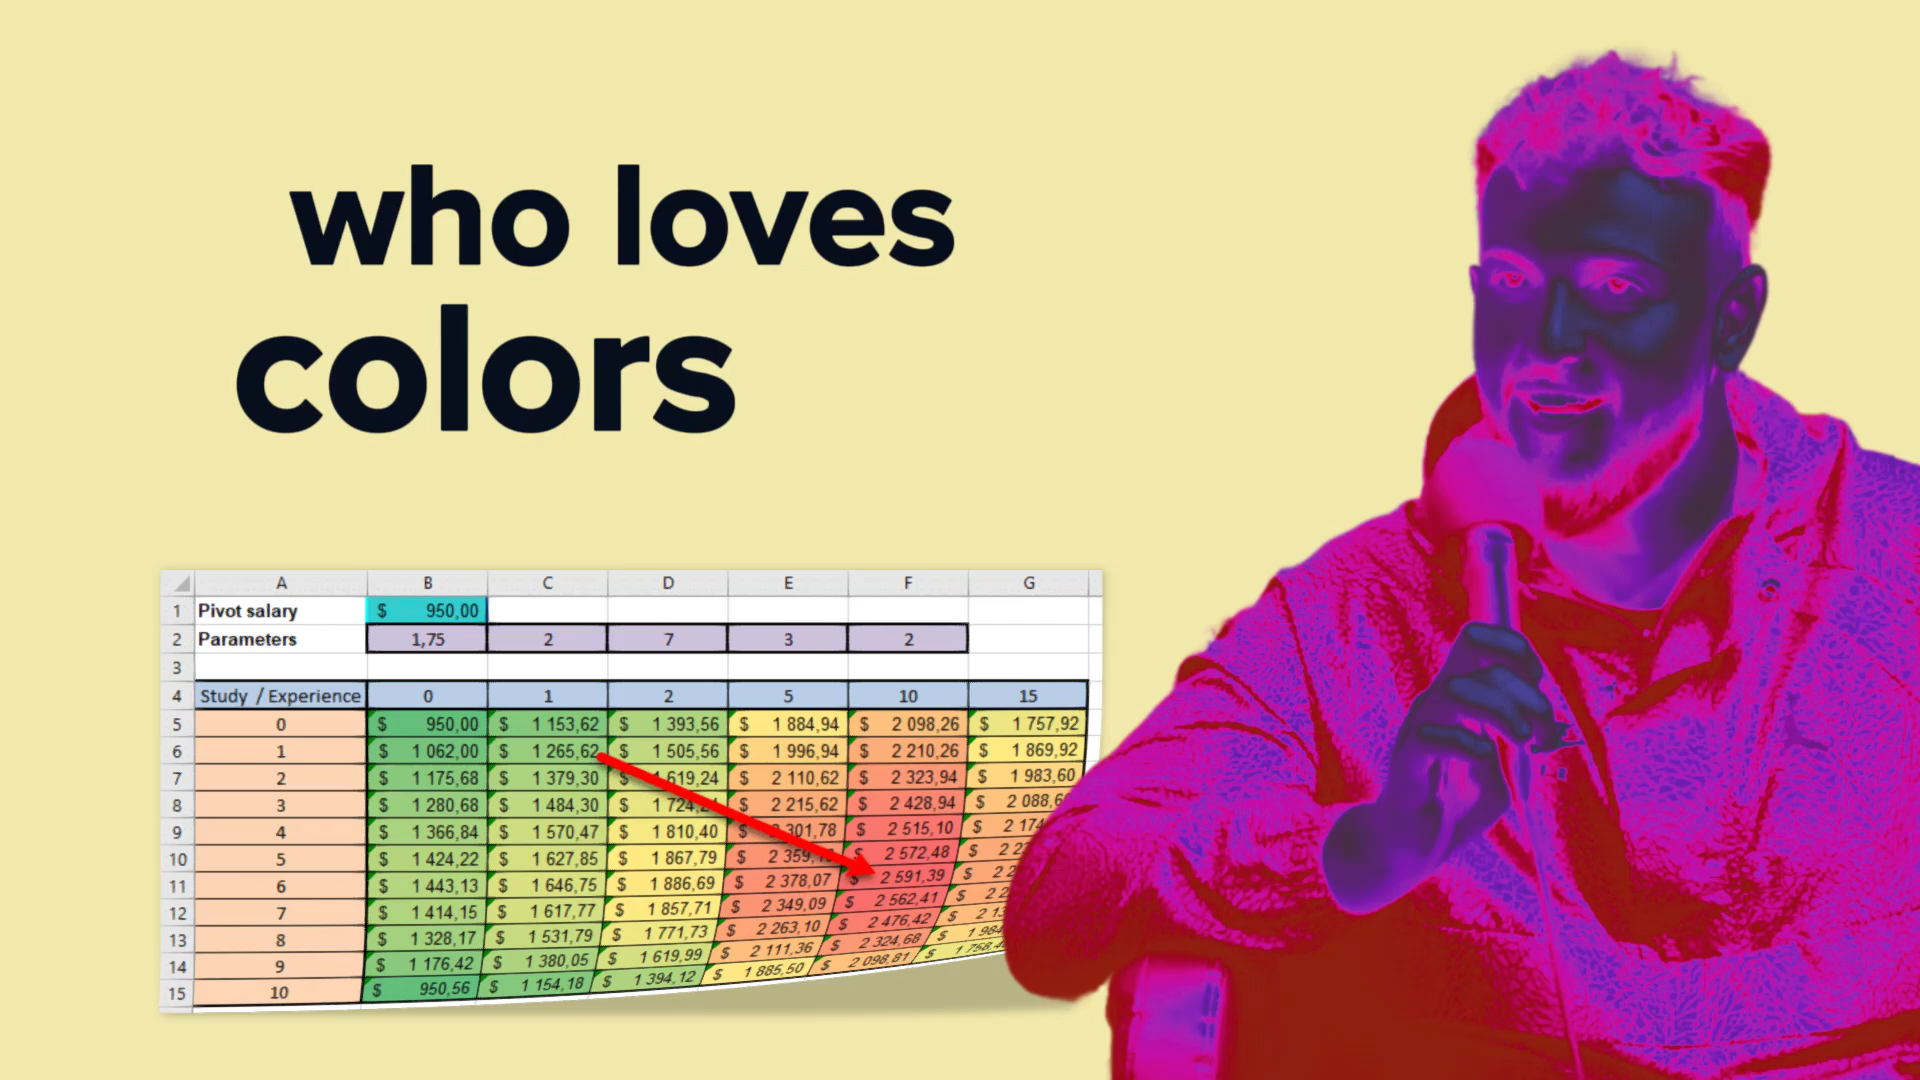 who loves
colors
A B C D E F G
1 Pivot salary $ 950,00
2 Parameters 1,75 2 7 3 2
3
4 Study / Experience 0 1 2 5 10 15
5 0 $ 950,00 $ 1 153,62 $ 1 393,56 $ 1 884,94 $ 2 098,26 $ 1 757,92
6 1 $ 1 062,00 $ 1 265,62 $ 1 505,56 $ 1 996,94 $ 2 210,26 $ 1 869,92
7 2 $ 1 175,68 $ 1 379,30 $ 1 619,24 $ 2 110,62 $ 2 323,94 $ 1 983,60
8 3 $ 1 280,68 $ 1 484,30 $ $ 2 215,62 $ 2 428,94 $
9 4 $ 1 366,84 $ 1 570,47 $ 1 810,40 $ 2 301,78 $ 2 515,10 $ 2 174
10 5 $ 1 424,22 $ 1 627,85 $ 1 867,79 $ $ 2 572,48 $
11 6 $ 1 443,13 $ 1 646,75 $ 1 886,69 $ 2 378,07 $ 2 591,39 $
12 7 $ 1 414,15 $ 1 617,77 $ 1 857,71 $ 2 349,09 $ 2 562,41 $
13 8 $ 1 328,17 $ 1 531,79 $ 1 771,73 $ 2 263,10 $ 2 476,42 $
14 9 $ 1 176,42 $ 1 380,05 $ 1 619,99 $ 2 111,36 $ 2 324,68 $
15 10 $ 950,56 $ 1 154,18 $ 1 394,12 $ 1 885,50 $ 2 098,81 $